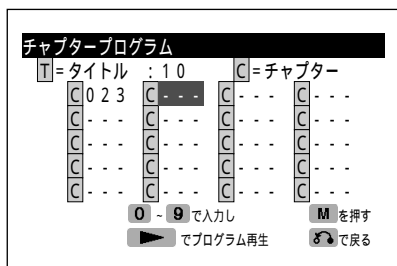 チャプタープログラム
T=タイトル :10 C=チャプター
C023 C--- C--- C---
C--- C--- C--- C---
C--- C--- C--- C---
C--- C--- C--- C---
C--- C--- C--- C---
0 ~ 9 で入力し M を押す
でプログラム再生 で戻る